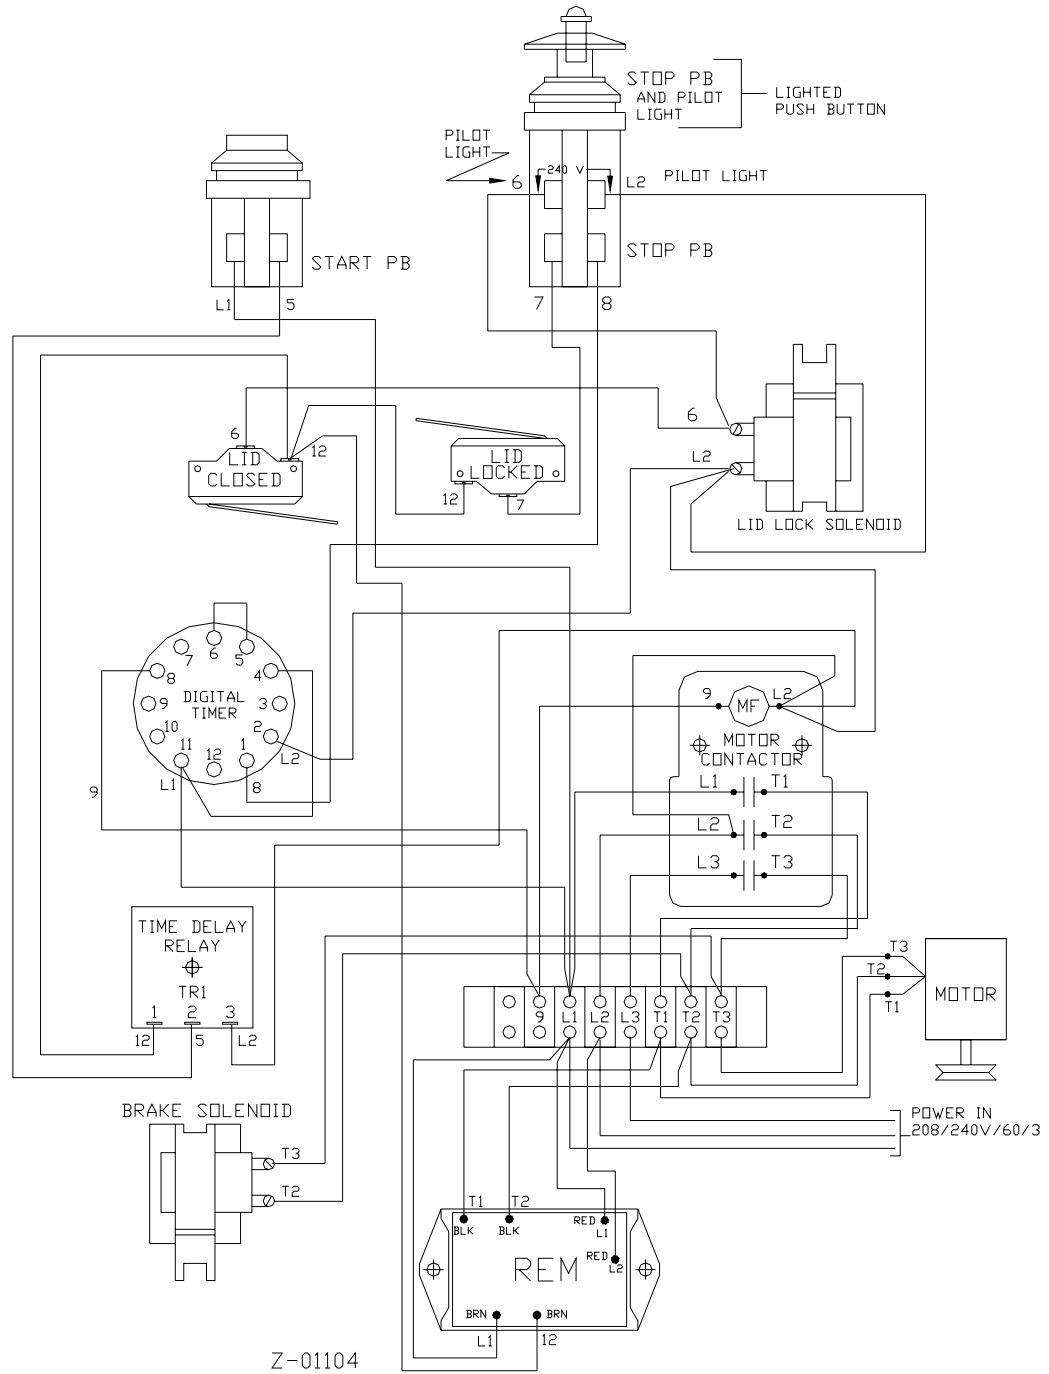 STOP PB
AND PILOT
LIGHT
LIGHTED
PUSH BUTTON
PILOT
LIGHT
240 V
6
L2
PILOT LIGHT
START PB
STOP PB
L1
5
7
8
6
12
LID
CLOSED
LID
LOCKED
12
7
6
L2
LID LOCK SOLENOID
6
7
5
8
4
DIGITAL
TIMER
9
3
10
2
11
12
1
L1
L2
8
9
9
MF
L2
MOTOR
CONTACTOR
L1
T1
L2
T2
L3
T3
TIME DELAY
RELAY
TR1
1
2
3
12
5
L2
9
L1
L2
L3
T1
T2
T3
T3
T2
T1
MOTOR
POWER IN
208/240V/60/3
BRAKE SOLENOID
T3
T2
T1
T2
BLK
BLK
RED
L1
RED
L2
REM
BRN
BRN
L1
12
Z-01104